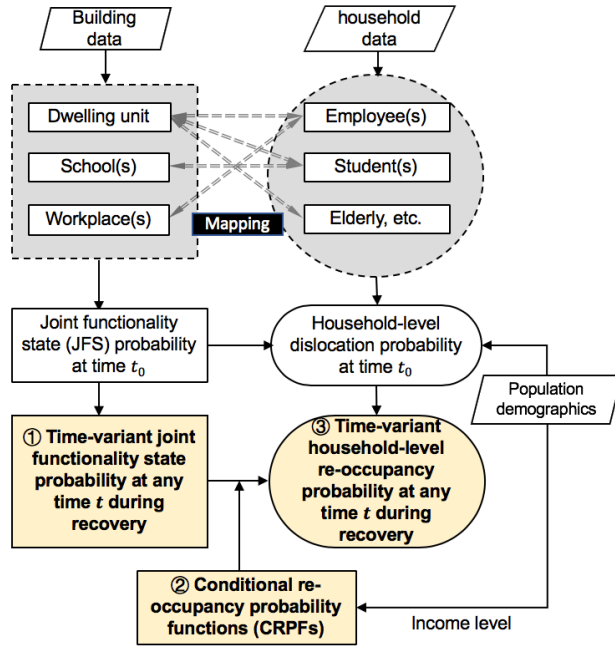 Building
data
household
data
Dwelling unit
Employee(s)
School(s)
Student(s)
Workplace(s)
Elderly, etc.
Mapping
Joint functionality
state (JFS) probability
at time t₀
Household-level
dislocation probability
at time t₀
Population
demographics
① Time-variant joint
functionality state
probability at any
time t during
recovery
③ Time-variant
household-level
re-occupancy
probability at any
time t during
recovery
② Conditional re-
occupancy probability
functions (CRPFs)
Income level